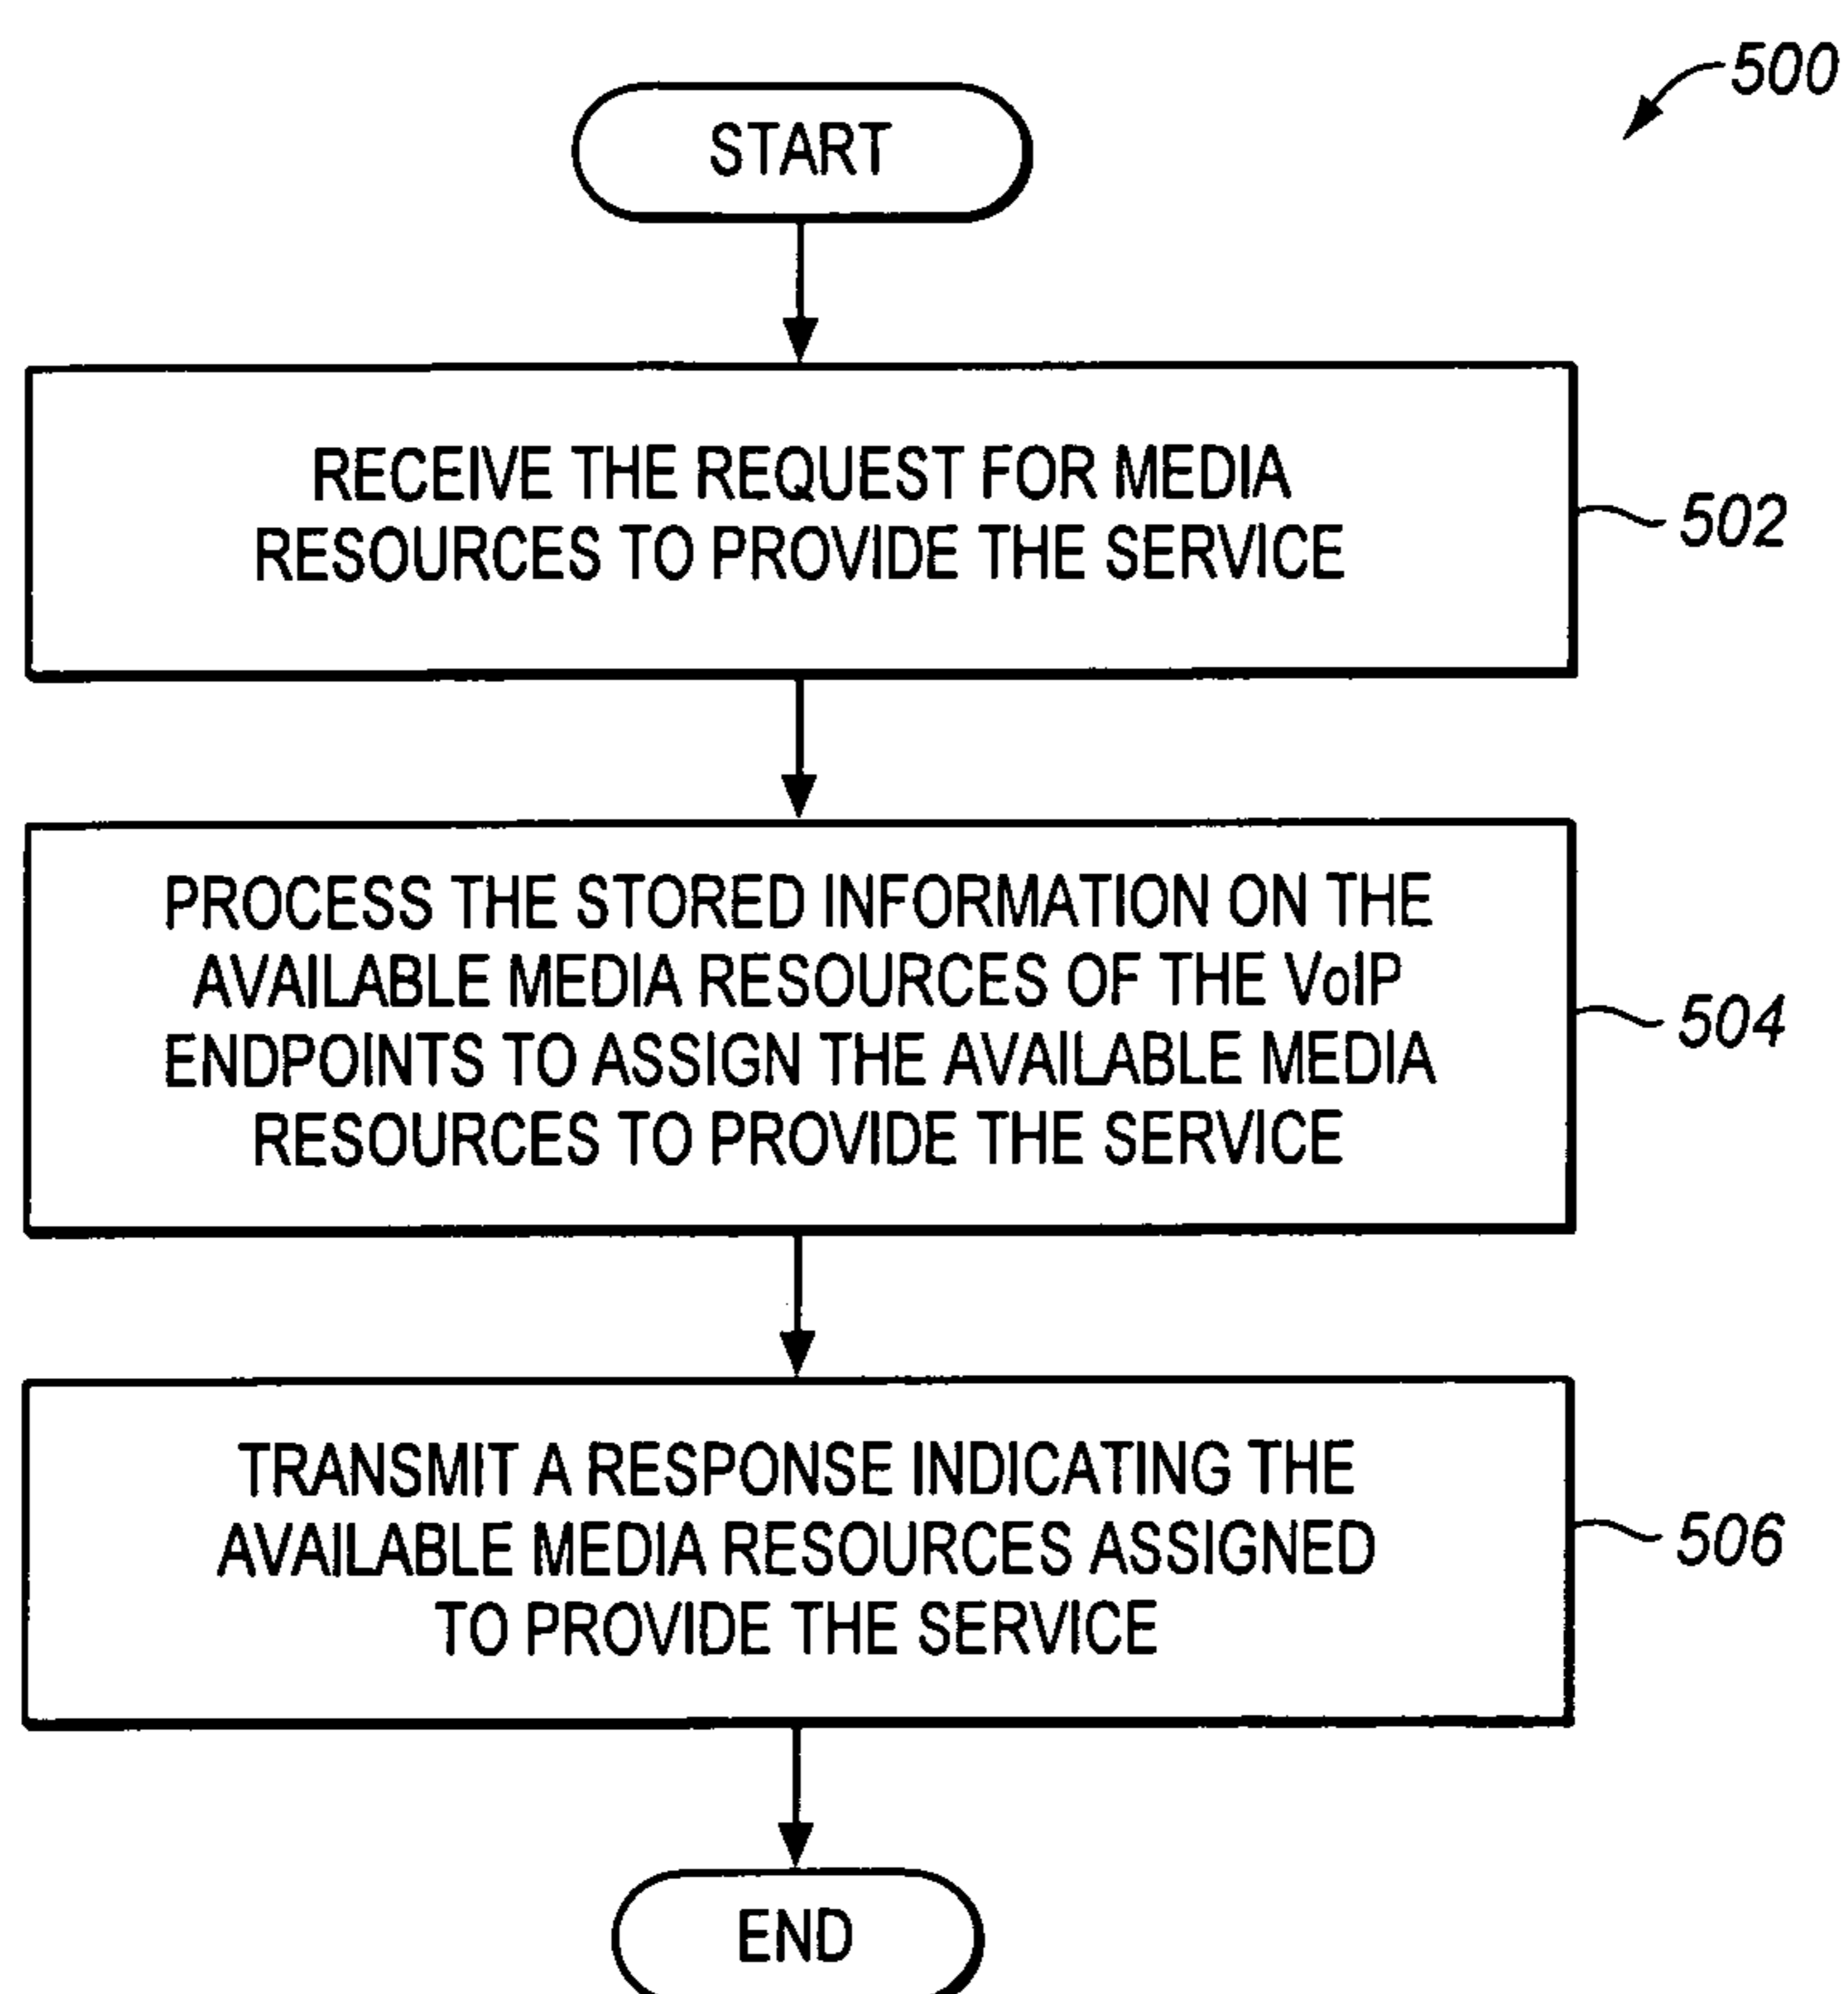 500
START
RECEIVE THE REQUEST FOR MEDIA
RESOURCES TO PROVIDE THE SERVICE
502
PROCESS THE STORED INFORMATION ON THE
AVAILABLE MEDIA RESOURCES OF THE VoIP
ENDPOINTS TO ASSIGN THE AVAILABLE MEDIA
RESOURCES TO PROVIDE THE SERVICE
504
TRANSMIT A RESPONSE INDICATING THE
AVAILABLE MEDIA RESOURCES ASSIGNED
TO PROVIDE THE SERVICE
506
END